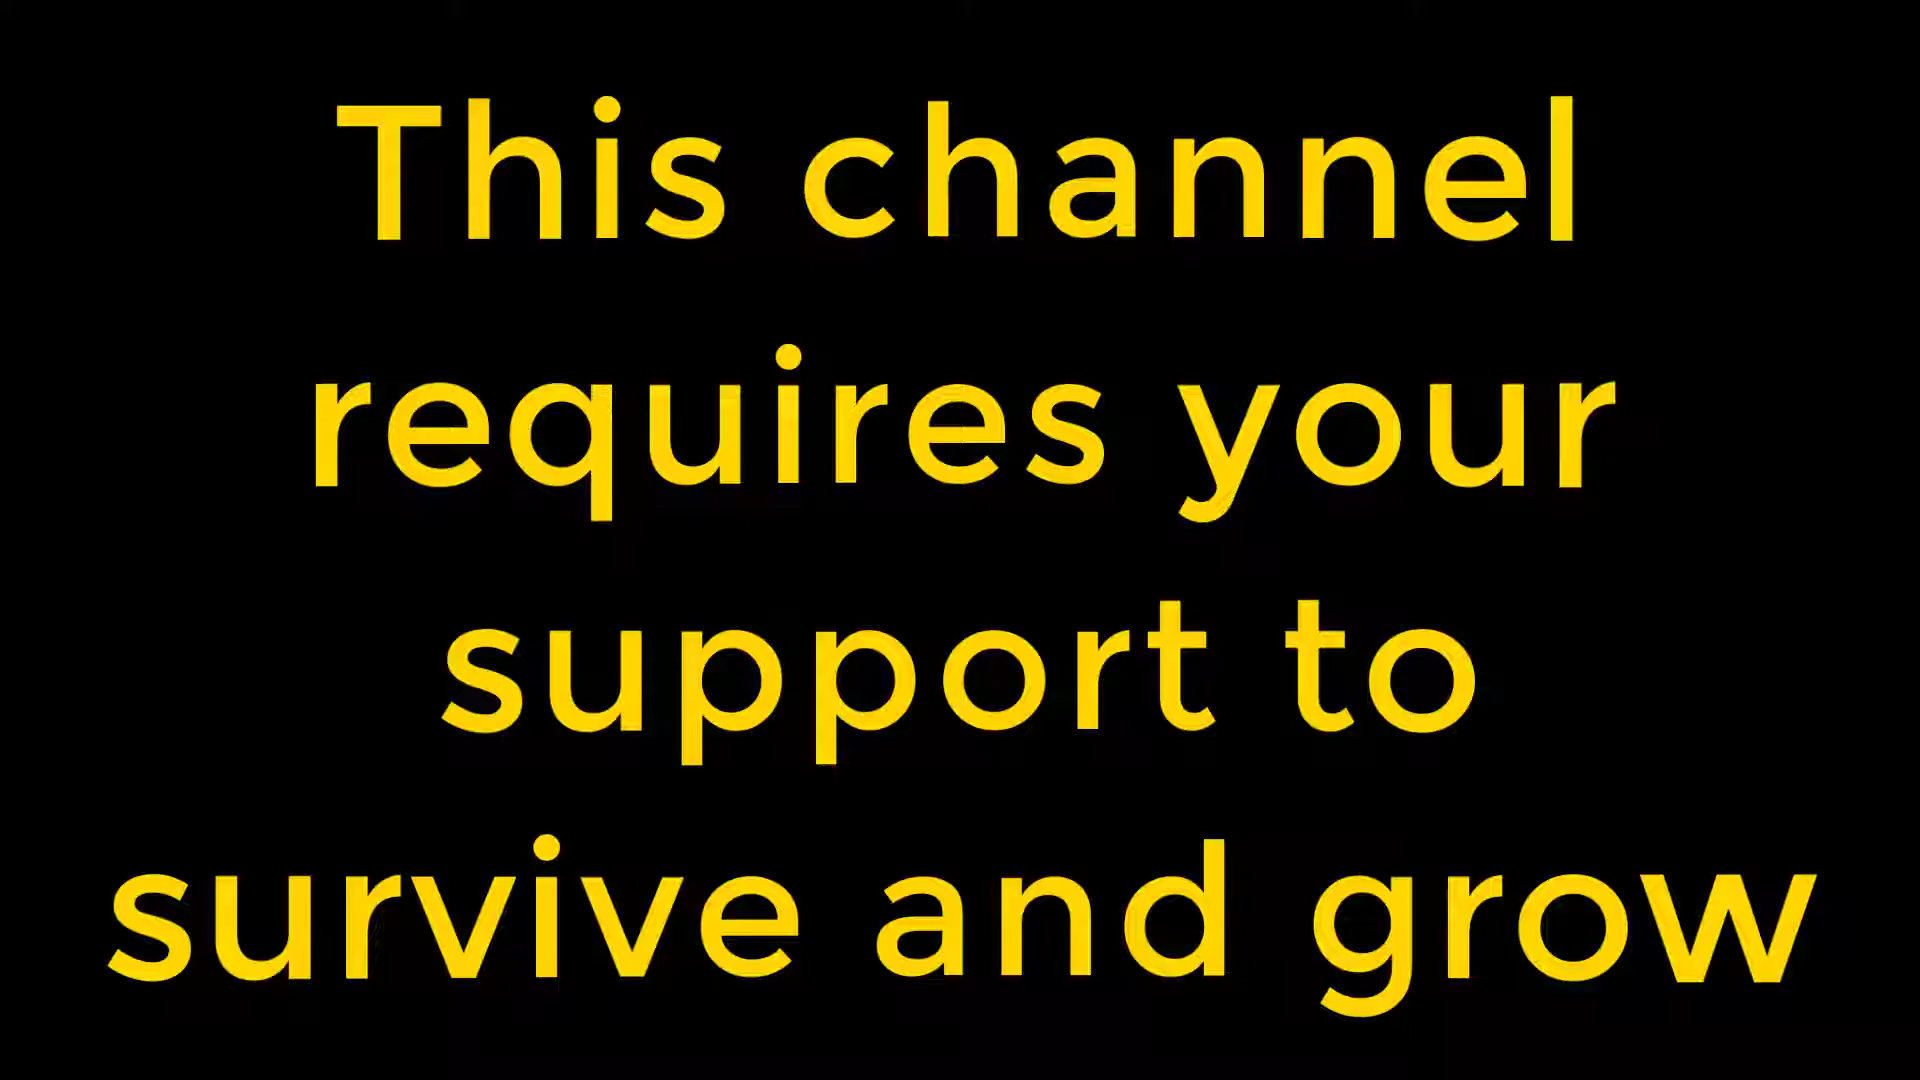 This channel
requires your
support to
survive and grow